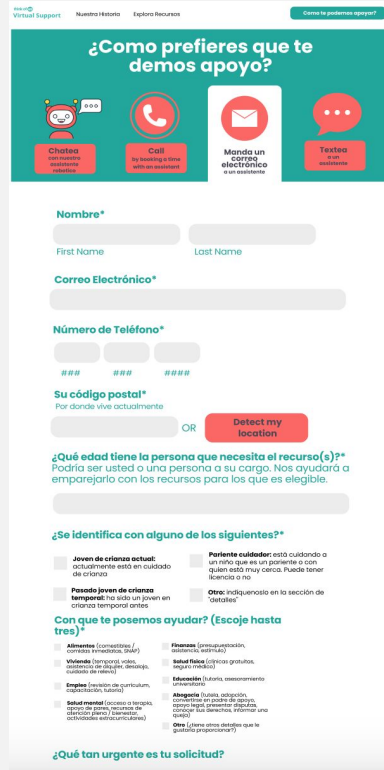 Virtual Support
Nuestra Historia
Explora Recursos
Como te podemos apoyar?
¿Como prefieres que te
demos apoyo?
Chatea
con nuestro
assistente
robotico
Call
by booking a time
with an assistant
Manda un
correo
electrónico
a un assistente
Textea
a un
assistente
Nombre*
First Name
Last Name
Correo Electrónico*
Número de Teléfono*
###
###
####
Su código postal*
Por donde vive actualmente
OR
Detect my
location
¿Qué edad tiene la persona que necesita el recurso(s)?*
Podría ser usted o una persona a su cargo. Nos ayudará a
emparejarlo con los recursos para los que es elegible.
¿Se identifica con alguno de los siguientes?*
Joven de crianza actual:
actualmente está en cuidado
de crianza
Pariente cuidador: está cuidando a
un niño que es un pariente o con
quien está muy cerca. Puede tener
licencia o no
Pasado joven de crianza
temporal: ha sido un joven en
crianza temporal antes
Otro: indiquenoslo en la sección de
"detalles"
Con que te posemos ayudar? (Escoje hasta
tres)*
Alimentos (comestibles /
comidas inmediatas, SNAP)
Vivienda (temporal, vales,
asistencia de alquiler, desalojo,
cuidado de relevo)
Empleo (revisión de curriculum,
capacitación, tutoría)
Salud mental (acceso a terapia,
apoyo de pares, recursos de
atención plena / bienestar,
actividades extracurriculares)
Finanzas (presupuestación,
asistencia, estímulo)
Salud física (clínicas gratuitas,
seguro médico)
Educación (tutoría, asesoramiento
universitario
Abogacía (tutela, adopción,
convertirse en padre de apoyo,
apoyo legal, presentar disputas,
conocer sus derechos, informar una
queja)
Otro (¿tiene otros detalles que le
gustaría proporcionar?)
¿Qué tan urgente es tu solicitud?